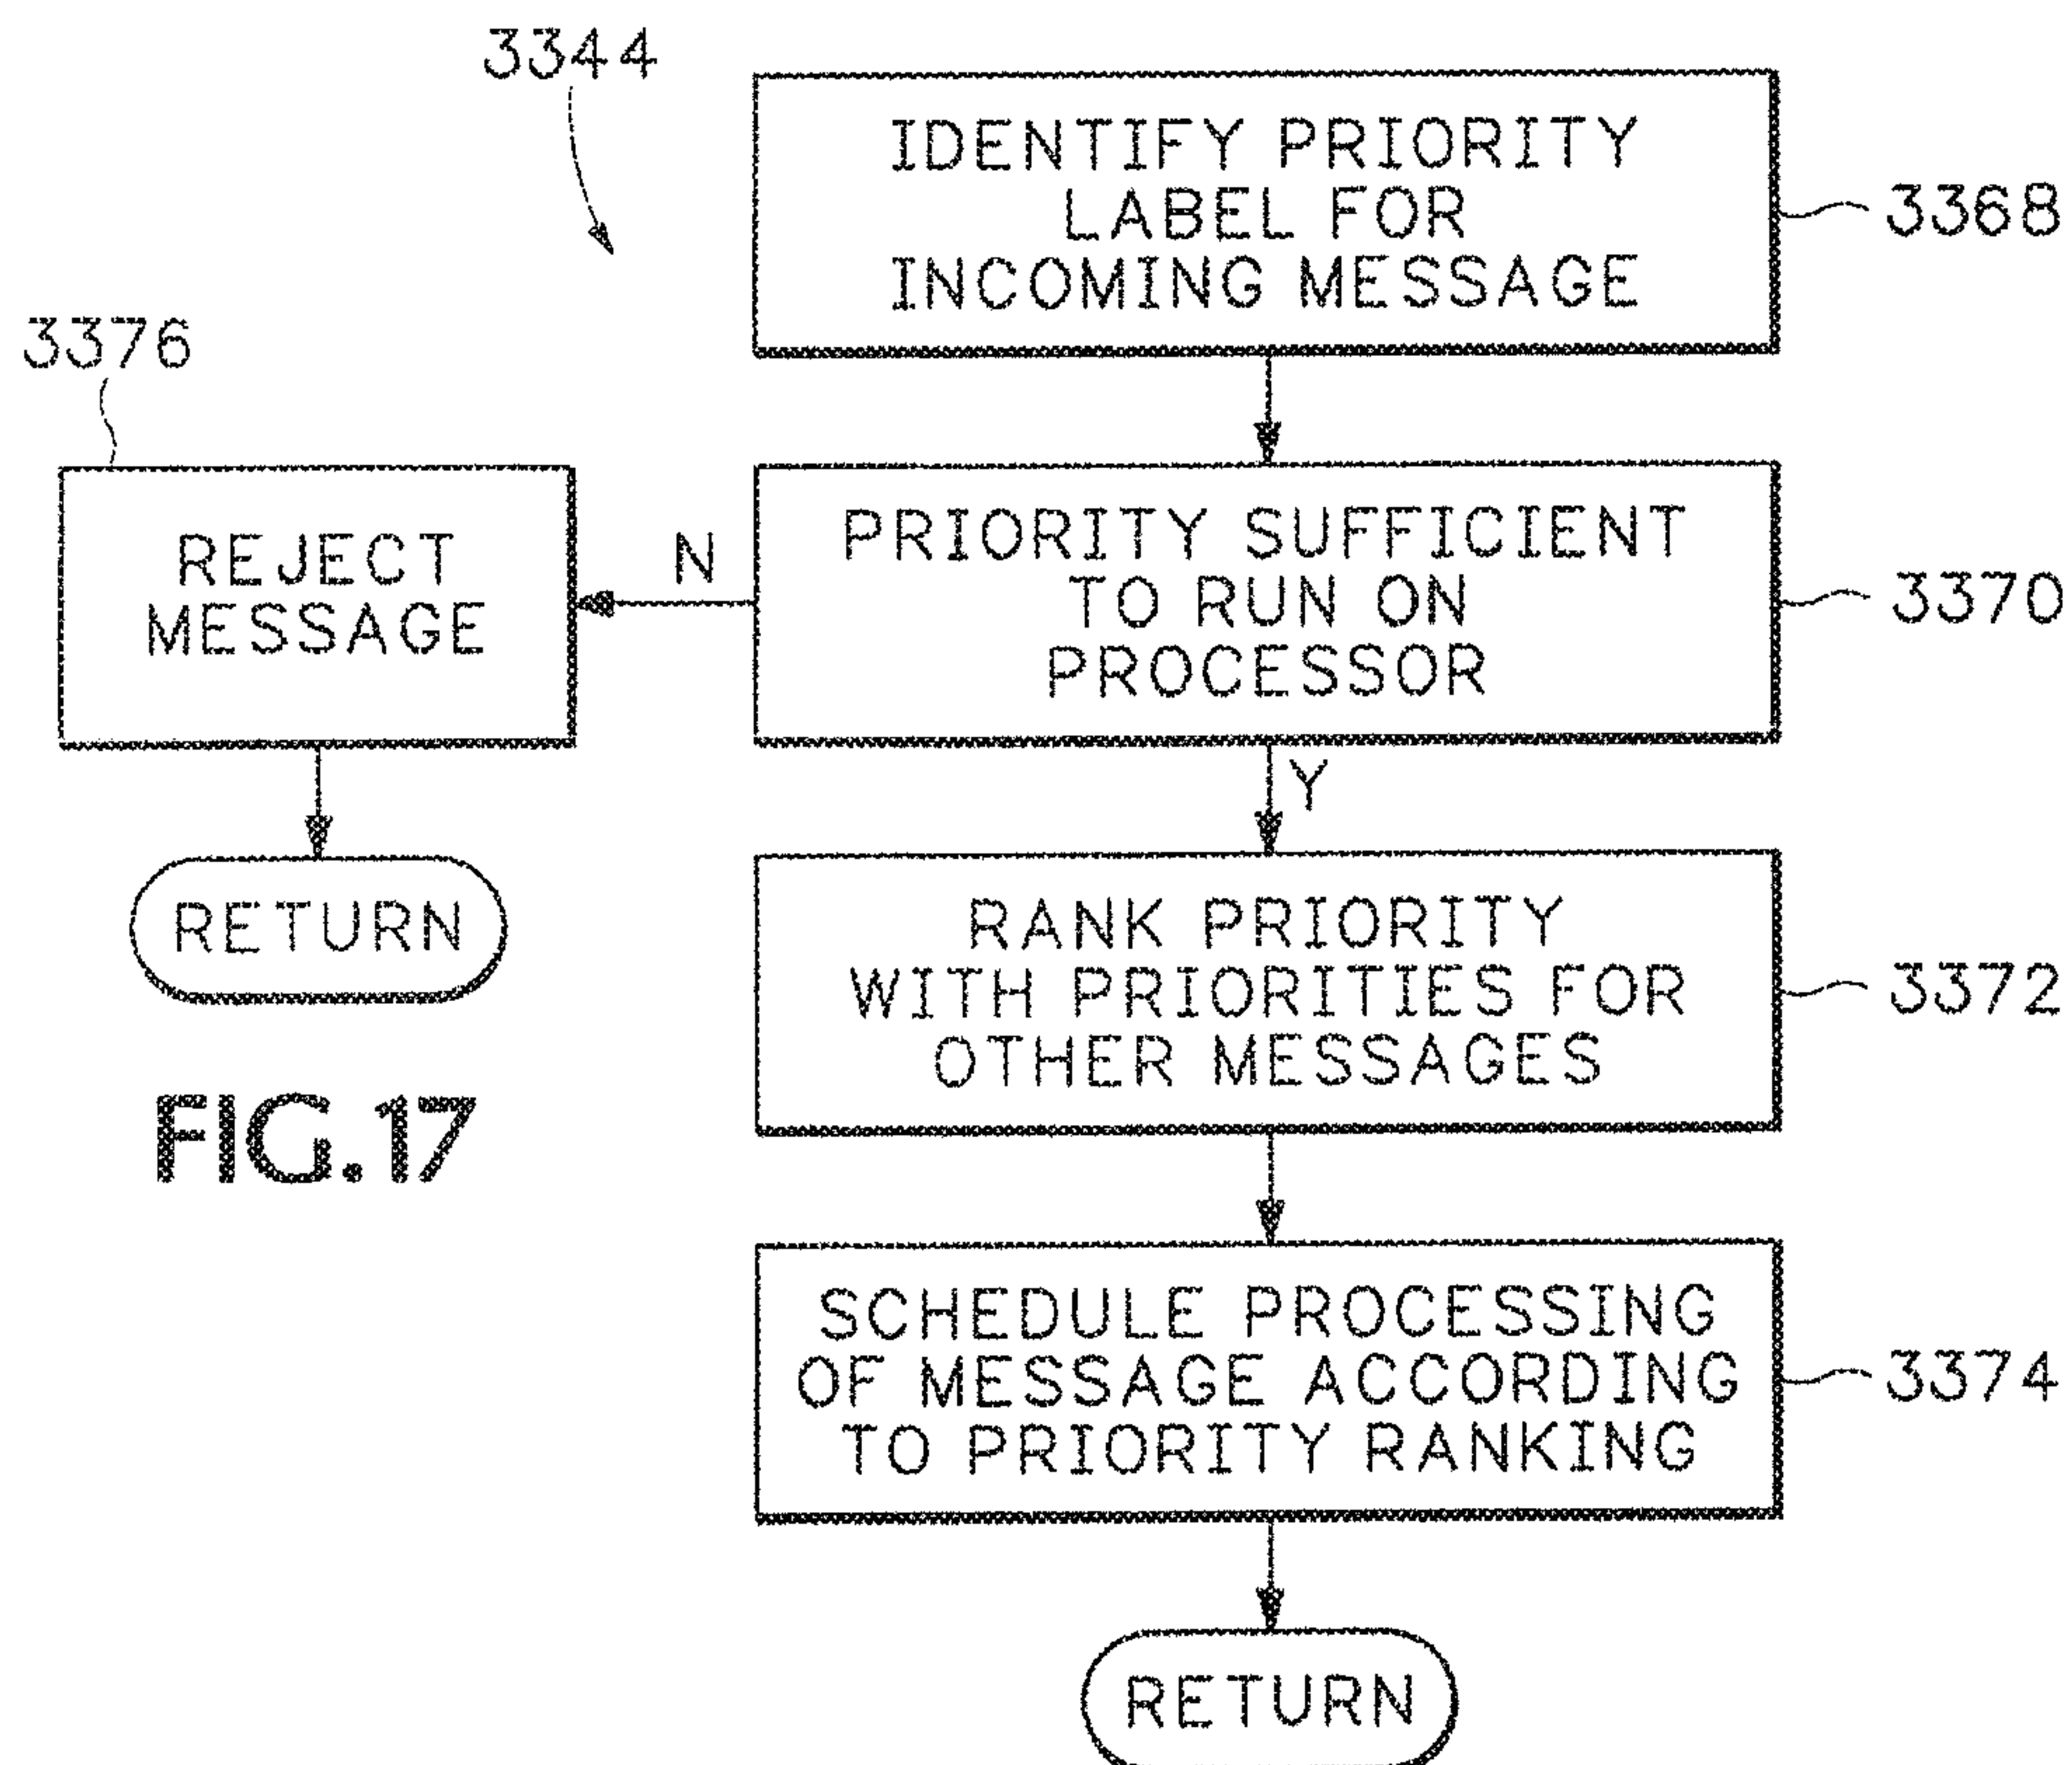 3344
IDENTIFY PRIORITY
LABEL FOR
INCOMING MESSAGE
3368
3376
REJECT
MESSAGE
N
PRIORITY SUFFICIENT
TO RUN ON
PROCESSOR
3370
Y
RETURN
RANK PRIORITY
WITH PRIORITIES FOR
OTHER MESSAGES
3372
FIG.17
SCHEDULE PROCESSING
OF MESSAGE ACCORDING
TO PRIORITY RANKING
3374
RETURN